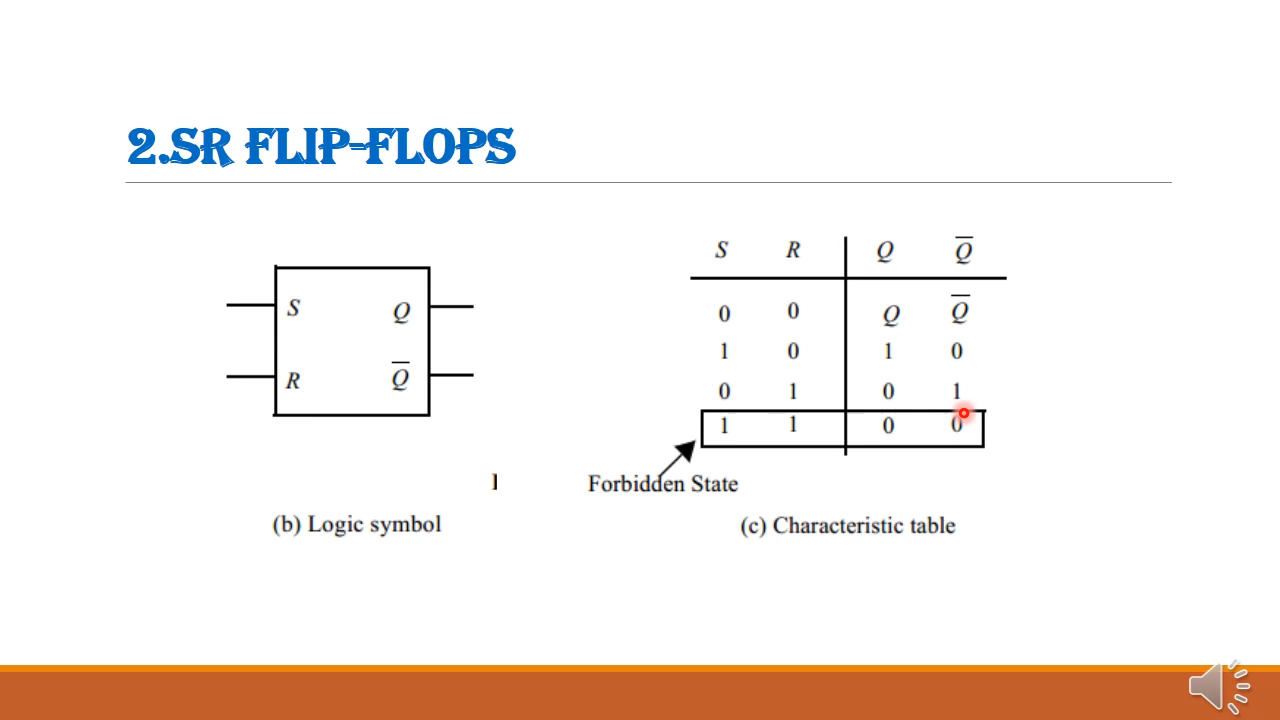 2.SR FLIP-FLOPS
S Q
R Q̅
(b) Logic symbol
S R Q Q̅
0 0 Q Q̅
1 0 1 0
0 1 0 1
1 1 0 0
Forbidden State
(c) Characteristic table